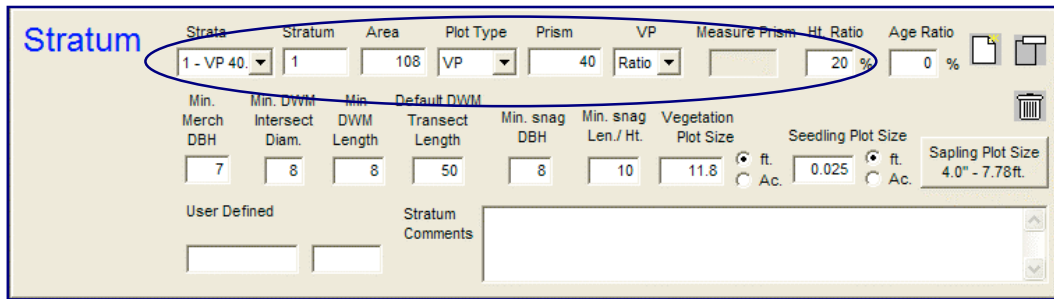 Stratum
Strata Stratum Area Plot Type Prism VP Measure Prism Ht. Ratio Age Ratio
1 - VP 40. 1 108 VP 40 Ratio 20 % 0 %
Min. Merch DBH
Min. DWM Intersect Diam.
Min DWM Length
Default DWM Transect Length
Min. snag DBH
Min. snag Len./ Ht.
Vegetation Plot Size
Seedling Plot Size
7 8 8 50 8 10 11.8 ft. Ac. 0.025 ft. Ac.
Sapling Plot Size
4.0" - 7.78ft.
User Defined
Stratum
Comments